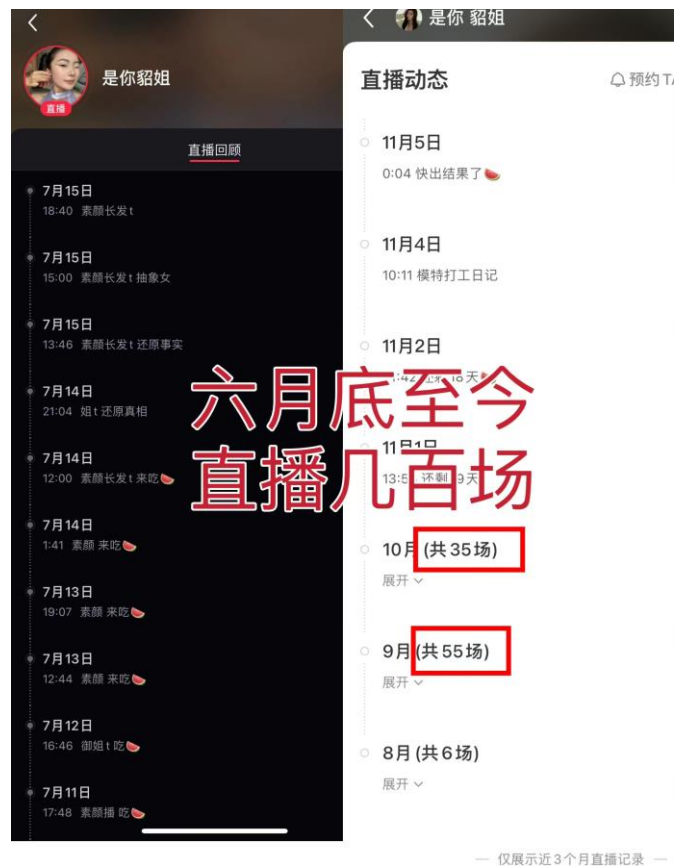 是你貂姐
直播
直播回顾
7月15日
18:40 素颜长发t
7月15日
15:00 素颜长发t 抽象女
7月15日
13:46 素颜长发t 还原事实
7月14日
21:04 姐t 还原真相
7月14日
12:00 素颜长发t 来吃🍉
7月14日
1:41 素颜 来吃🍉
7月13日
19:07 素颜 来吃🍉
7月13日
12:44 素颜 来吃🍉
7月12日
16:46 御姐t 吃🍉
7月11日
17:48 素颜播 吃🍉
是你 貂姐
直播动态
预约T
11月5日
0:04 快出结果了🍉
11月4日
10:11 模特打工日记
11月2日
18天
11月1日
13:5
10月 (共35场)
展开
9月 (共55场)
展开
8月 (共6场)
展开
仅展示近3个月直播记录
六月底至今
直播几百场